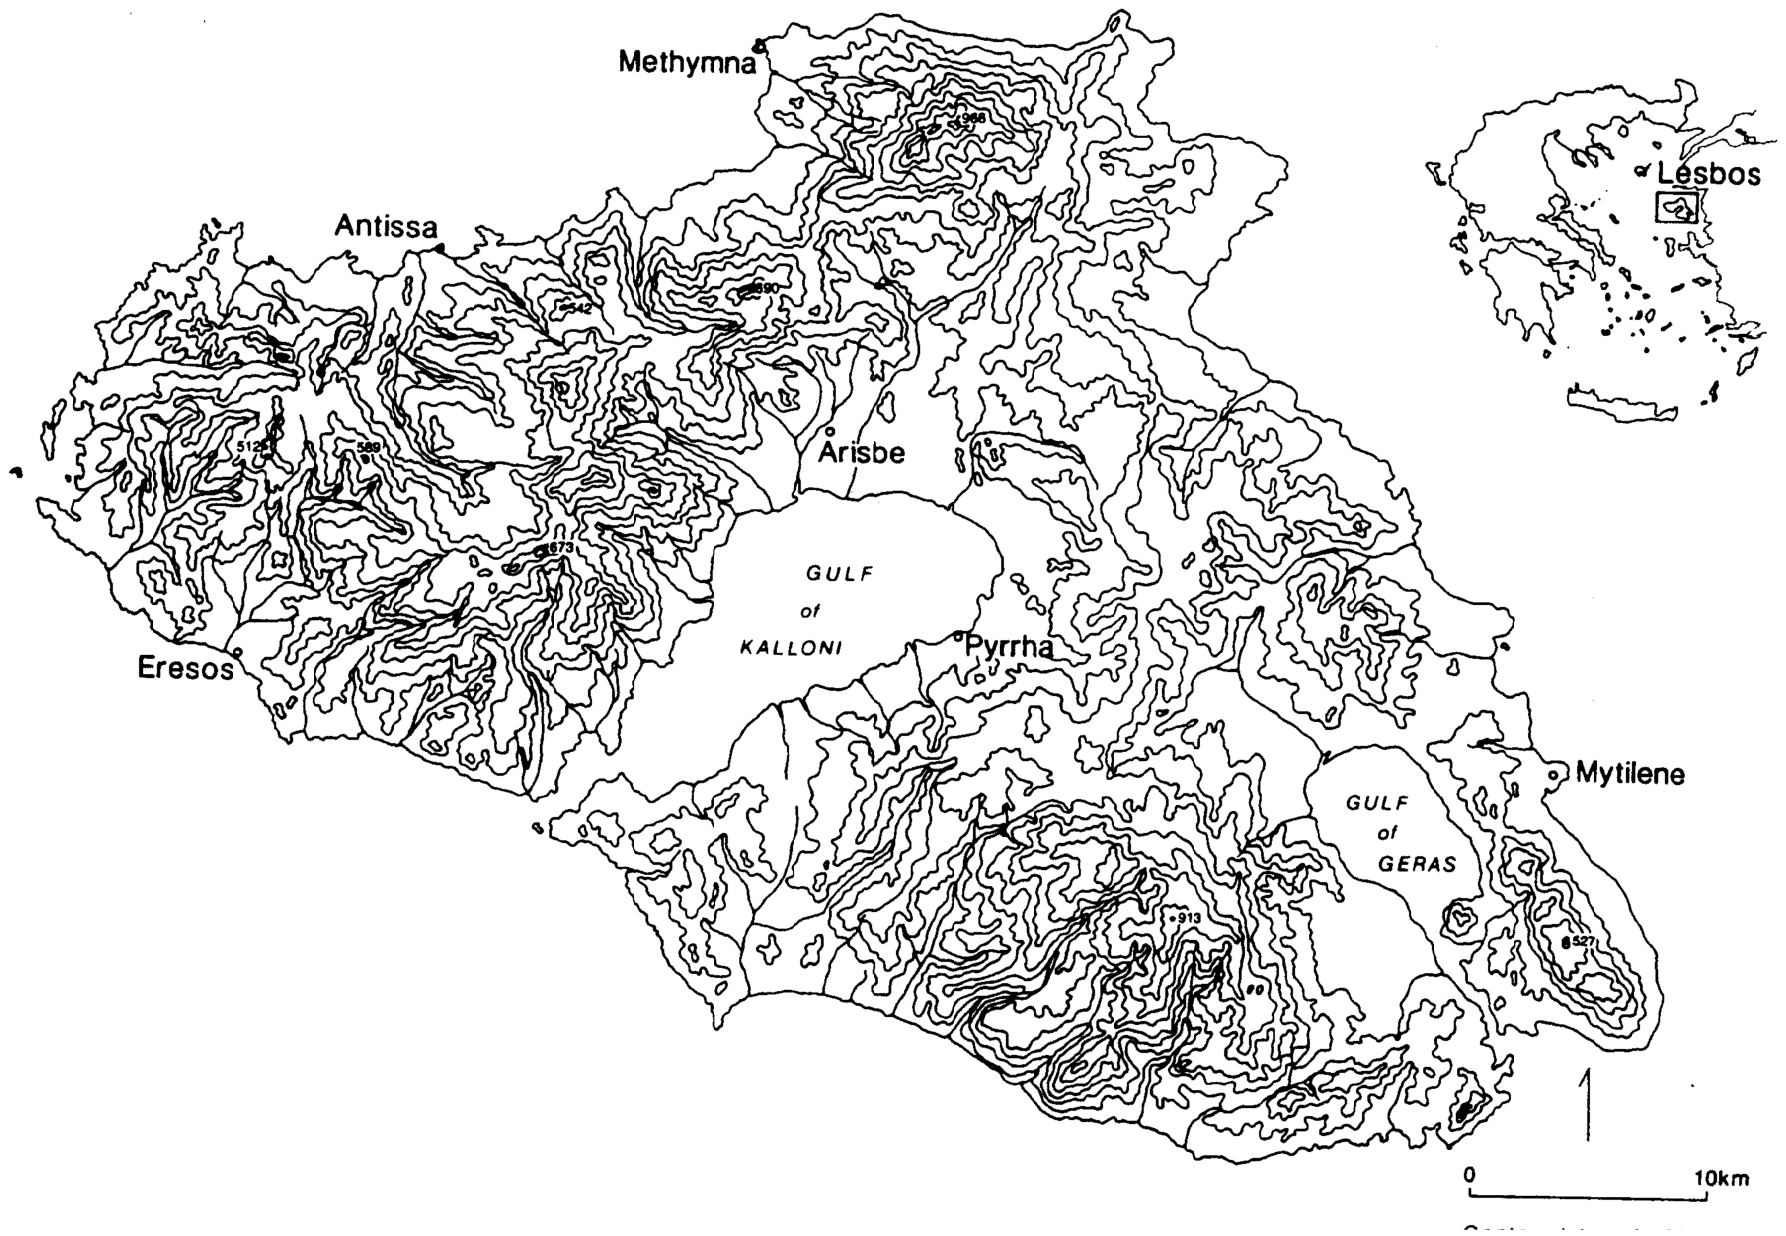 Methymna
968
Lesbos
Antissa
690
542
512
589
Arisbe
673
GULF
of
KALLONI
Pyrrha
Eresos
Mytilene
GULF
of
GERAS
913
527
0 10km